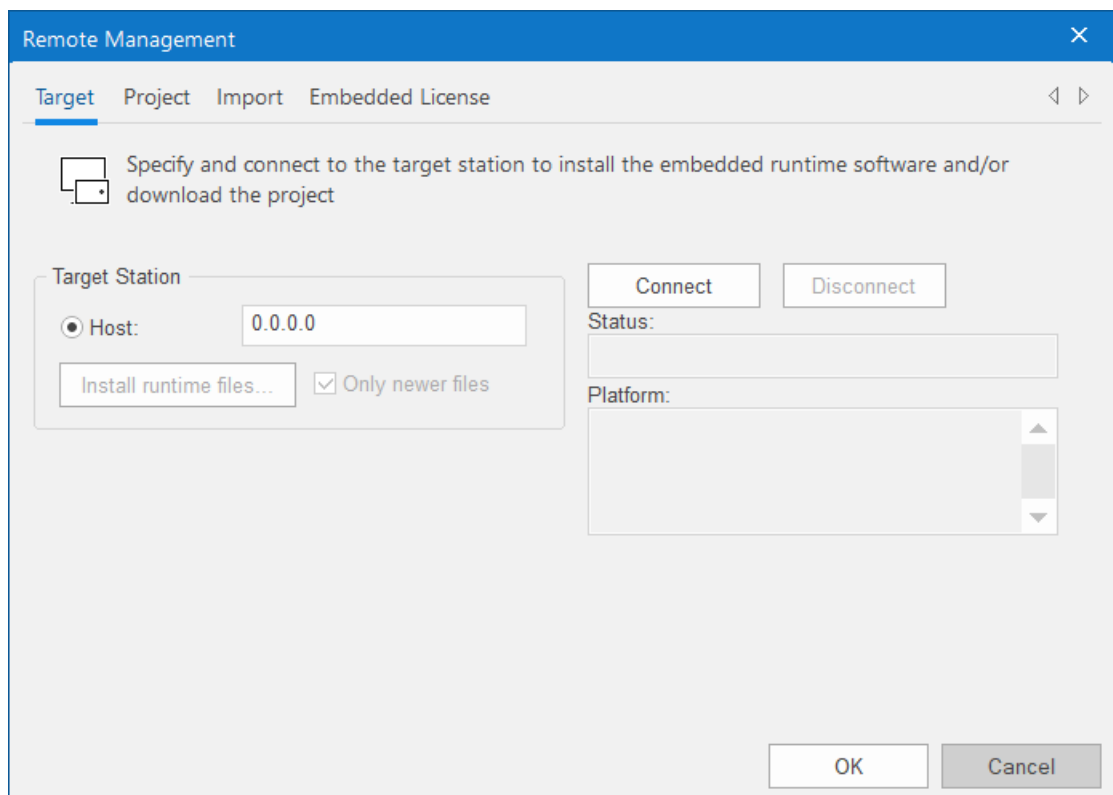 Remote Management
Target Project Import Embedded License
Specify and connect to the target station to install the embedded runtime software and/or
download the project
Target Station
Host: 0.0.0.0
Install runtime files...
Only newer files
Connect
Disconnect
Status:
Platform:
OK
Cancel